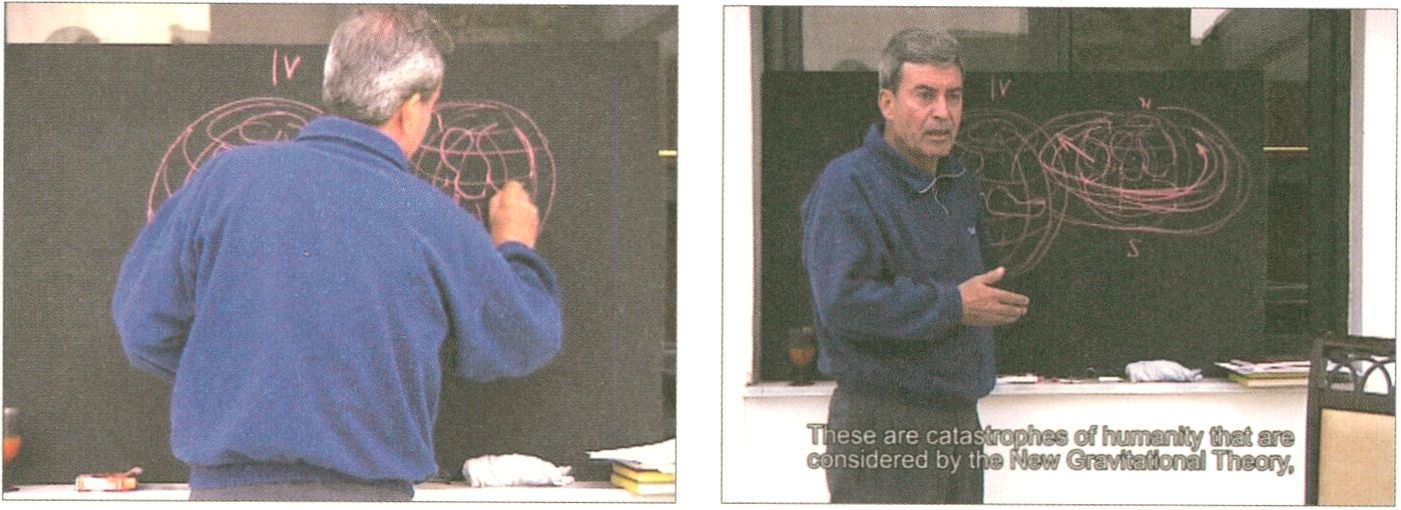 IV
IV
N
S
These are catastrophes of humanity that are
considered by the New Gravitational Theory,